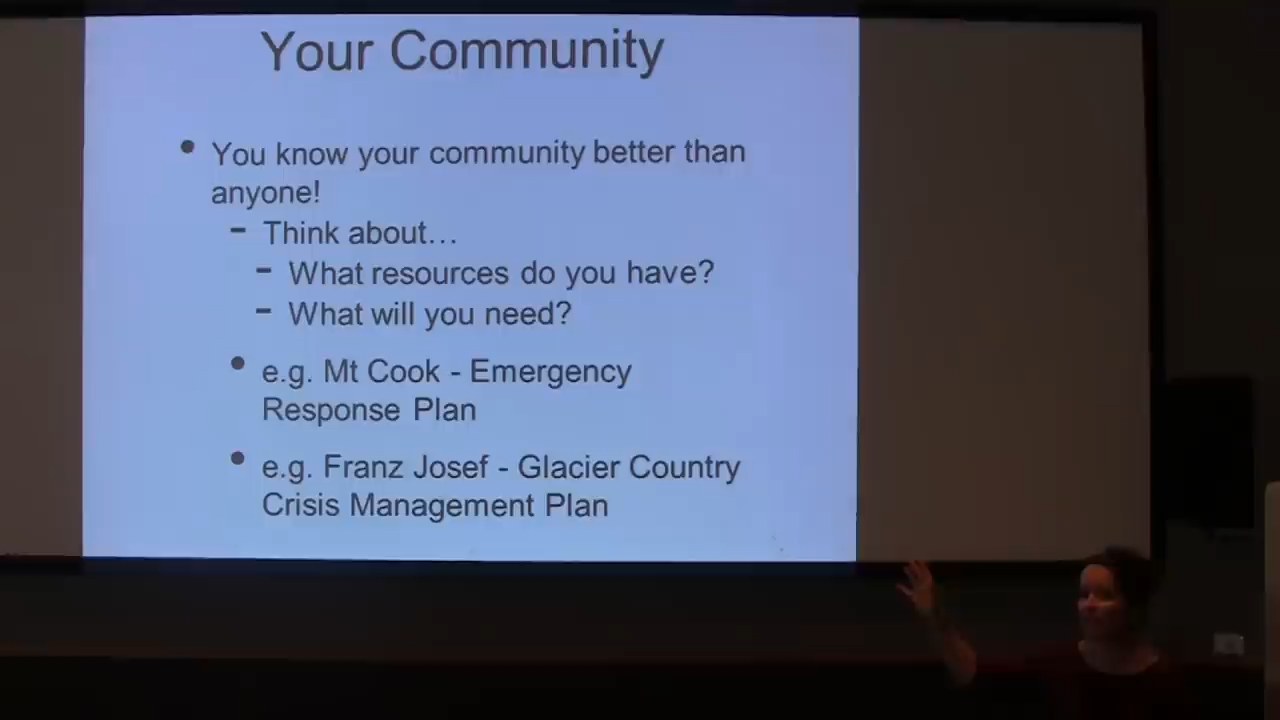 Your Community
• You know your community better than
anyone!
- Think about…
- What resources do you have?
- What will you need?
• e.g. Mt Cook - Emergency
Response Plan
• e.g. Franz Josef - Glacier Country
Crisis Management Plan